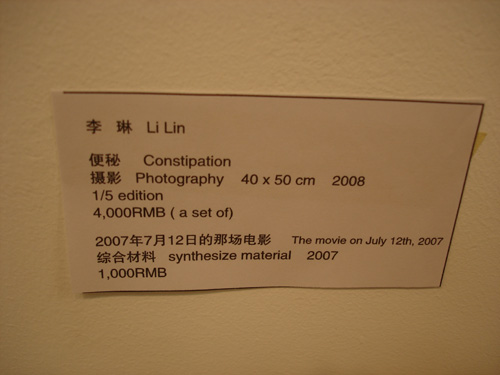 李 琳 Li Lin
便秘 Constipation
摄影 Photography 40 x 50 cm 2008
1/5 edition
4,000RMB ( a set of)
2007年7月12日的那场电影 The movie on July 12th, 2007
综合材料 synthesize material 2007
1,000RMB